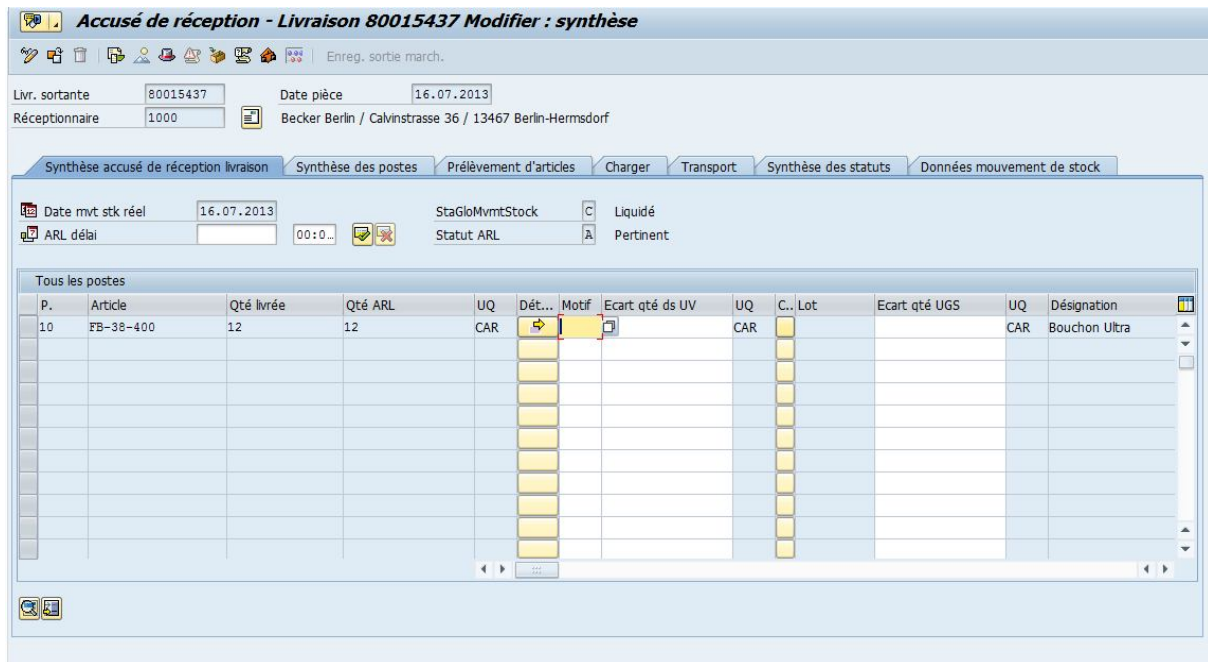 Accusé de réception - Livraison 80015437 Modifier : synthèse
Enreg. sortie march.
Livr. sortante 80015437 Date pièce 16.07.2013
Réceptionnaire 1000 Becker Berlin / Calvinstrasse 36 / 13467 Berlin-Hermsdorf
Synthèse accusé de réception livraison Synthèse des postes Prélèvement d'articles Charger Transport Synthèse des statuts Données mouvement de stock
Date mvt stk réel 16.07.2013 StaGloMvmtStock C Liquidé
ARL délai 00:0... Statut ARL A Pertinent
Tous les postes
P. Article Qté livrée Qté ARL UQ Dét... Motif Ecart qté ds UV UQ C.. Lot Ecart qté UGS UQ Désignation
10 FB-38-400 12 12 CAR CAR CAR Bouchon Ultra